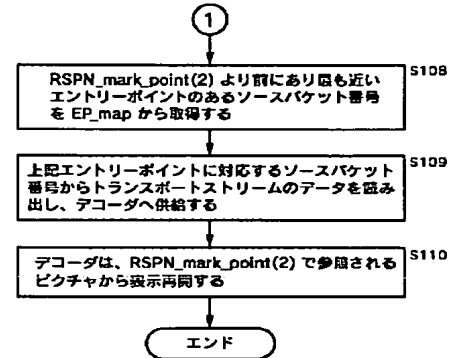 1
S108
RSPN_mark_point(2) より前にあり最も近い
エントリーポイントのあるソースパケット番号
を EP_map から取得する
S109
上記エントリーポイントに対応するソースパケット
番号からトランスポートストリームのデータを読み
出し、デコーダへ供給する
S110
デコーダは、RSPN_mark_point(2) で参照される
ピクチャから表示再開する
エンド